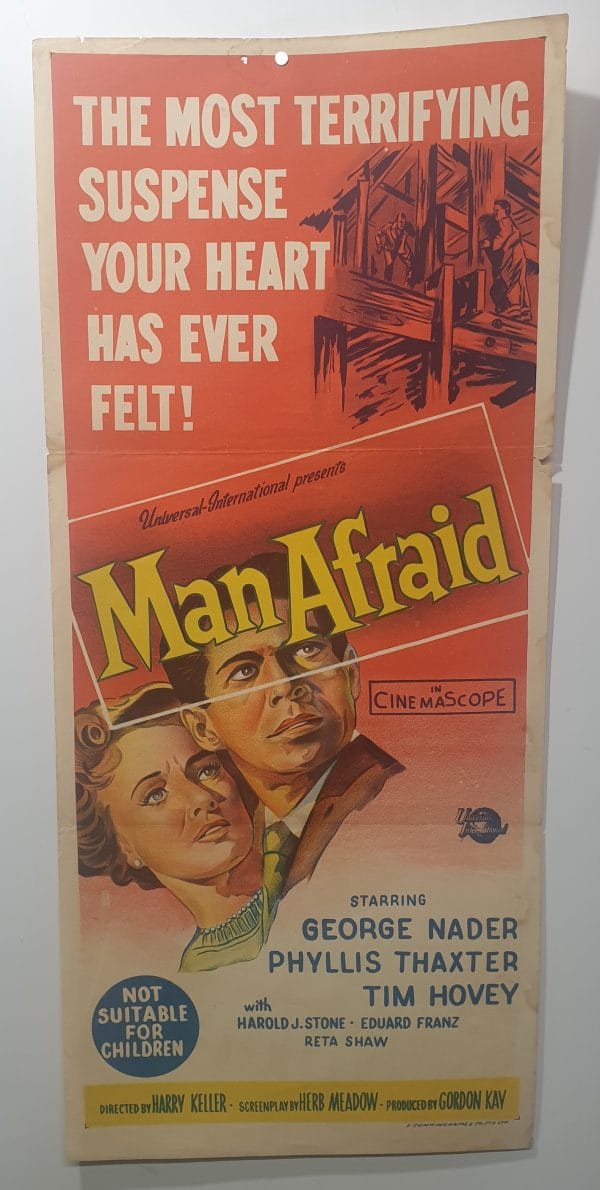 THE MOST TERRIFYING
SUSPENSE
YOUR HEART
HAS EVER
FELT!
Universal-International presents
Man Afraid
IN
CINEMASCOPE
UniversInternational
STARRING
GEORGE NADER
PHYLLIS THAXTER
TIM HOVEY
with
HAROLD J. STONE · EDUARD FRANZ
RETA SHAW
NOT
SUITABLE
FOR
CHILDREN
DIRECTED BY HARRY KELLER · SCREENPLAY BY HERB MEADOW · PRODUCED BY GORDON KAY